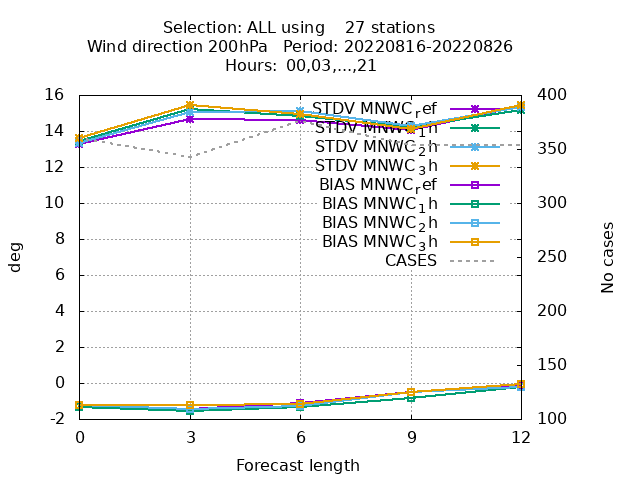 Selection: ALL using    27 stations
Wind direction 200hPa   Period: 20220816-20220826
Hours:  00,03,...,21
16
14
12
10
8
6
4
2
0
-2
400
350
300
250
200
150
100
deg
No cases
STDV MNWC_ref
STDV MNWC_1h
STDV MNWC_2h
STDV MNWC_3h
BIAS MNWC_ref
BIAS MNWC_1h
BIAS MNWC_2h
BIAS MNWC_3h
CASES
0 3 6 9 12
Forecast length